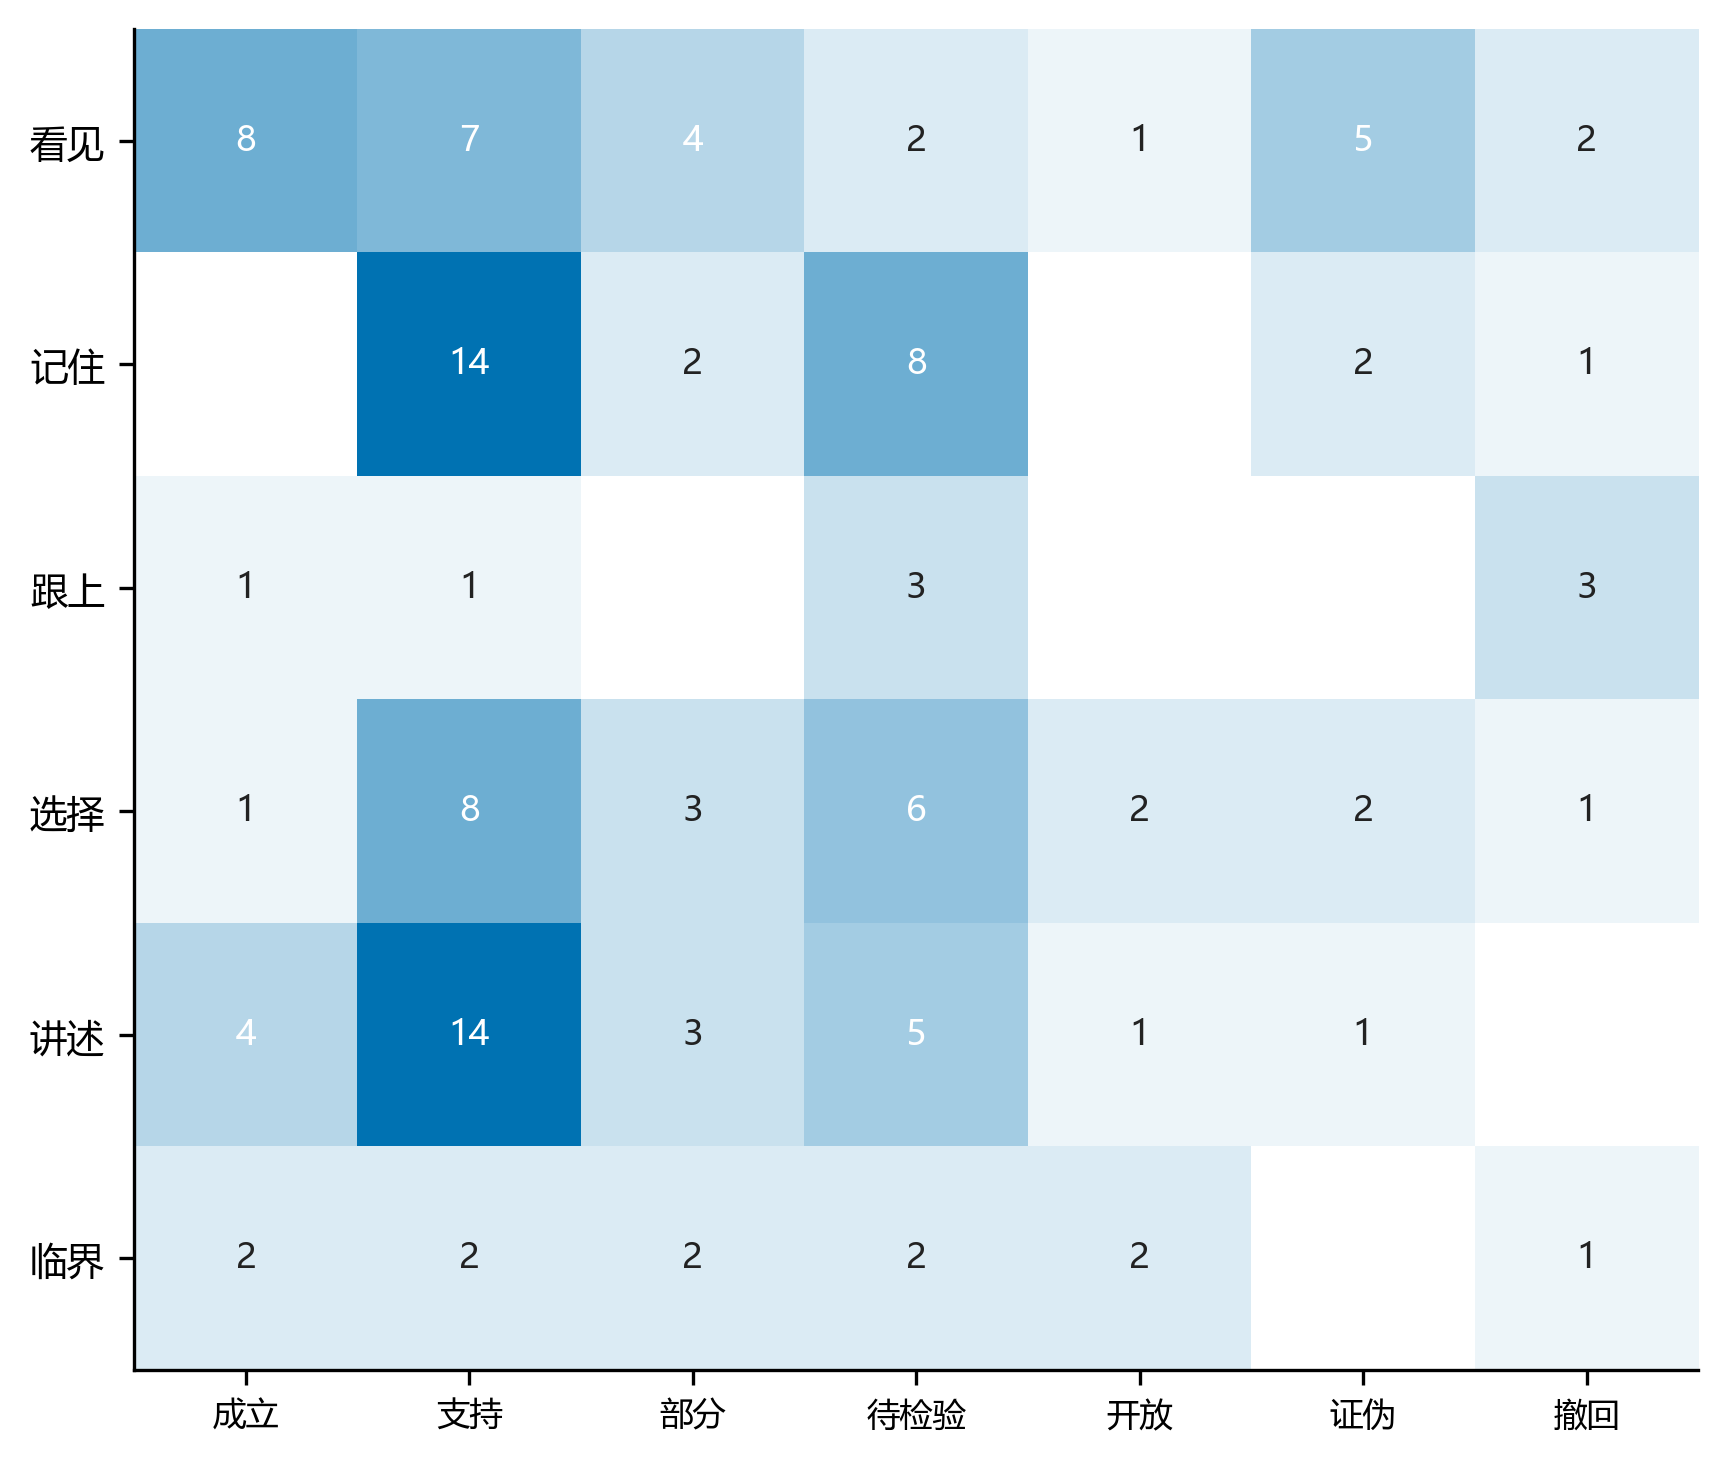 看见 8 7 4 2 1 5 2
记住 14 2 8 2 1
跟上 1 1 3 3
选择 1 8 3 6 2 2 1
讲述 4 14 3 5 1 1
临界 2 2 2 2 2 1
成立 支持 部分 待检验 开放 证伪 撤回